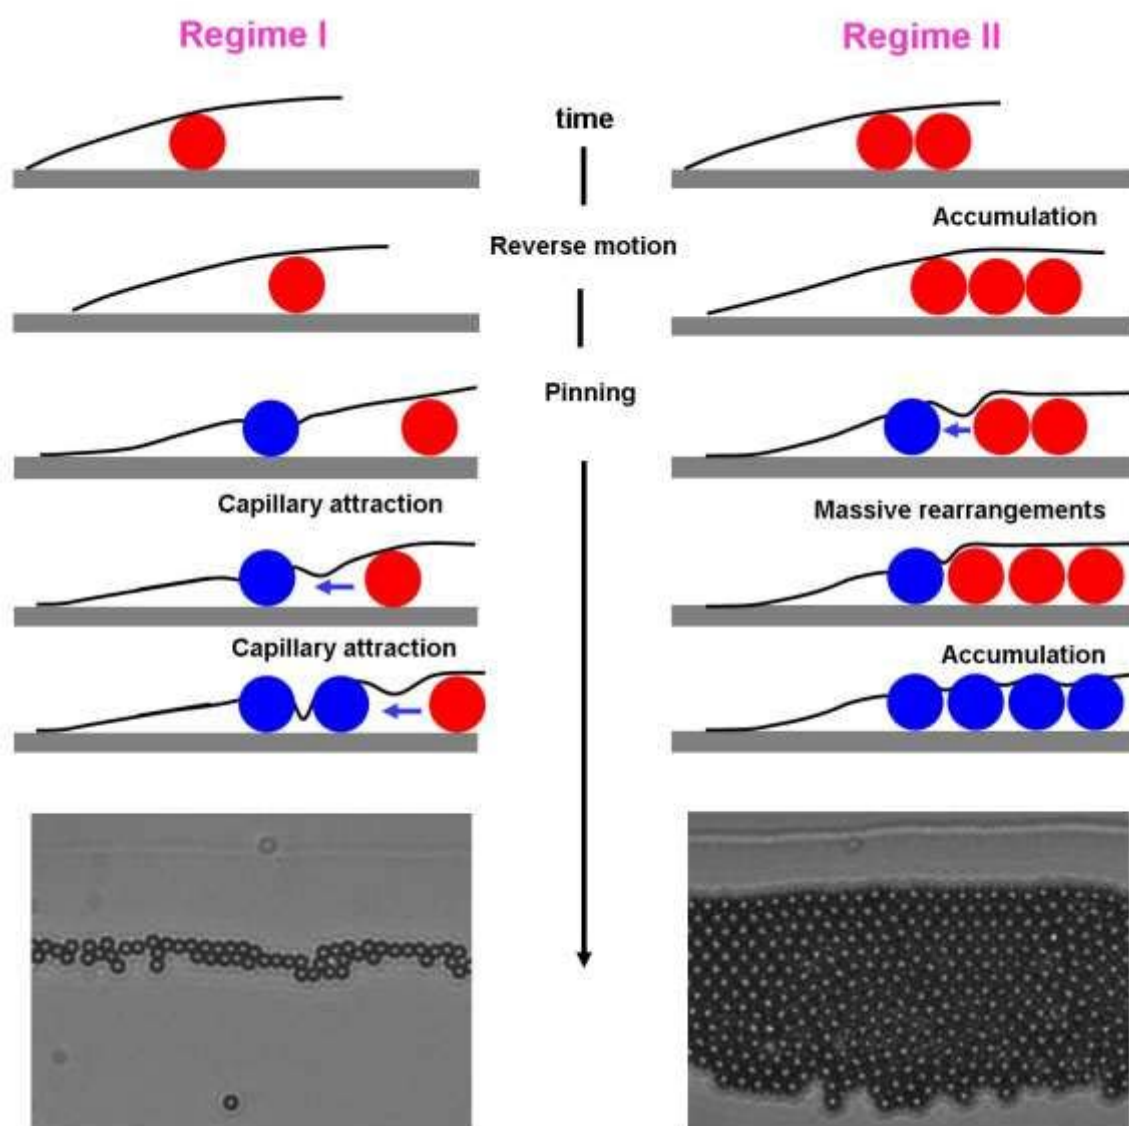 Regime I
Regime II
time
Accumulation
Reverse motion
Pinning
Capillary attraction
Massive rearrangements
Capillary attraction
Accumulation